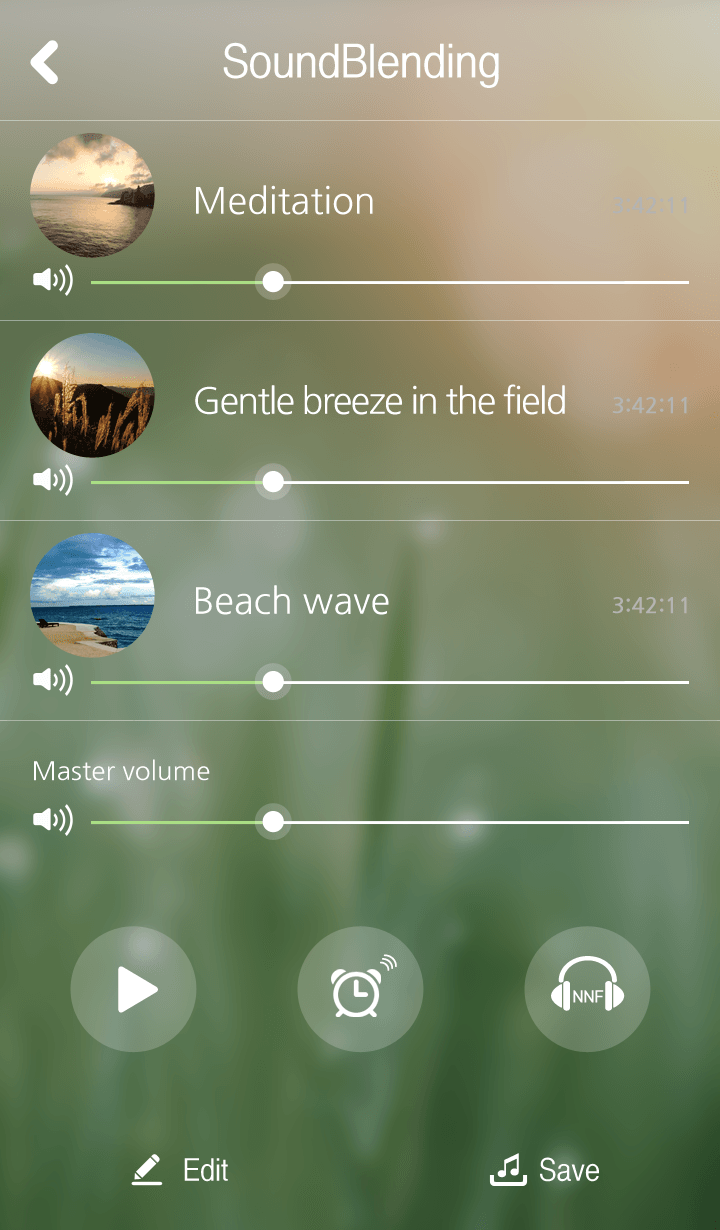 SoundBlending
Meditation
3:42:11
Gentle breeze in the field
3:42:11
Beach wave
3:42:11
Master volume
NNF
Edit
Save